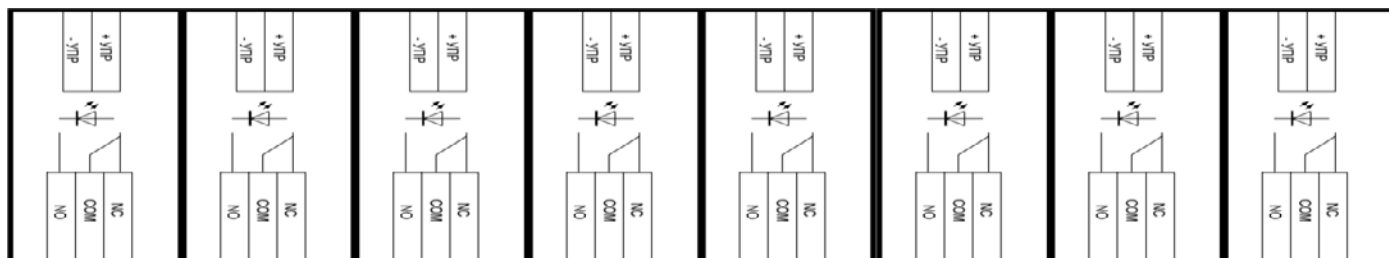 - УПР + УПР - УПР + УПР - УПР + УПР - УПР + УПР - УПР + УПР - УПР + УПР - УПР + УПР - УПР + УПР
NO COM NC NO COM NC NO COM NC NO COM NC NO COM NC NO COM NC NO COM NC NO COM NC